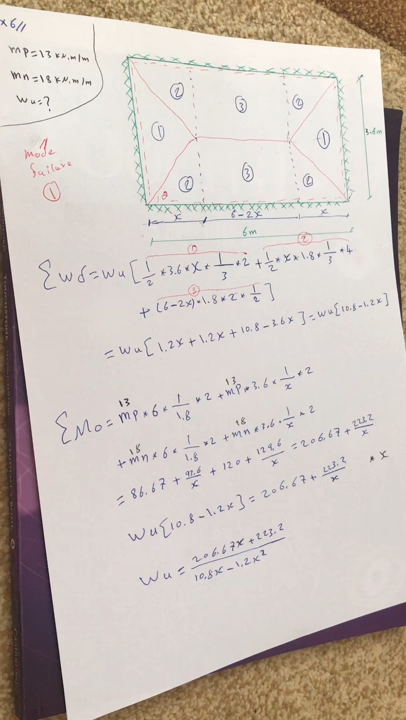 x 6//
mp=13 kN.m/m
mn=18 kN.m/m
wu=?
mode
failure
①
② ③ ②
① ①
② ③ ②
θ
3.6m
x 6-2x x
6m
① ②
Σwδ=wu[1/2*3.6*x*1/3*2+1/2*x*1.8*1/3*4
③
+(6-2x)*1.8*2*1/2]
=wu[1.2x+1.2x+10.8-3.6x]=wu[10.8-1.2x]
13 13
ΣMθ=mp*6*1/1.8*2+mp*3.6*1/x*2
18 18
+mn*6*1/1.8*2+mn*3.6*1/x*2
=86.67+93.6/x+120+129.6/x=206.67+223.2/x
wu[10.8-1.2x]=206.67+223.2/x *x
wu=206.67x+223.2/10.8x-1.2x²